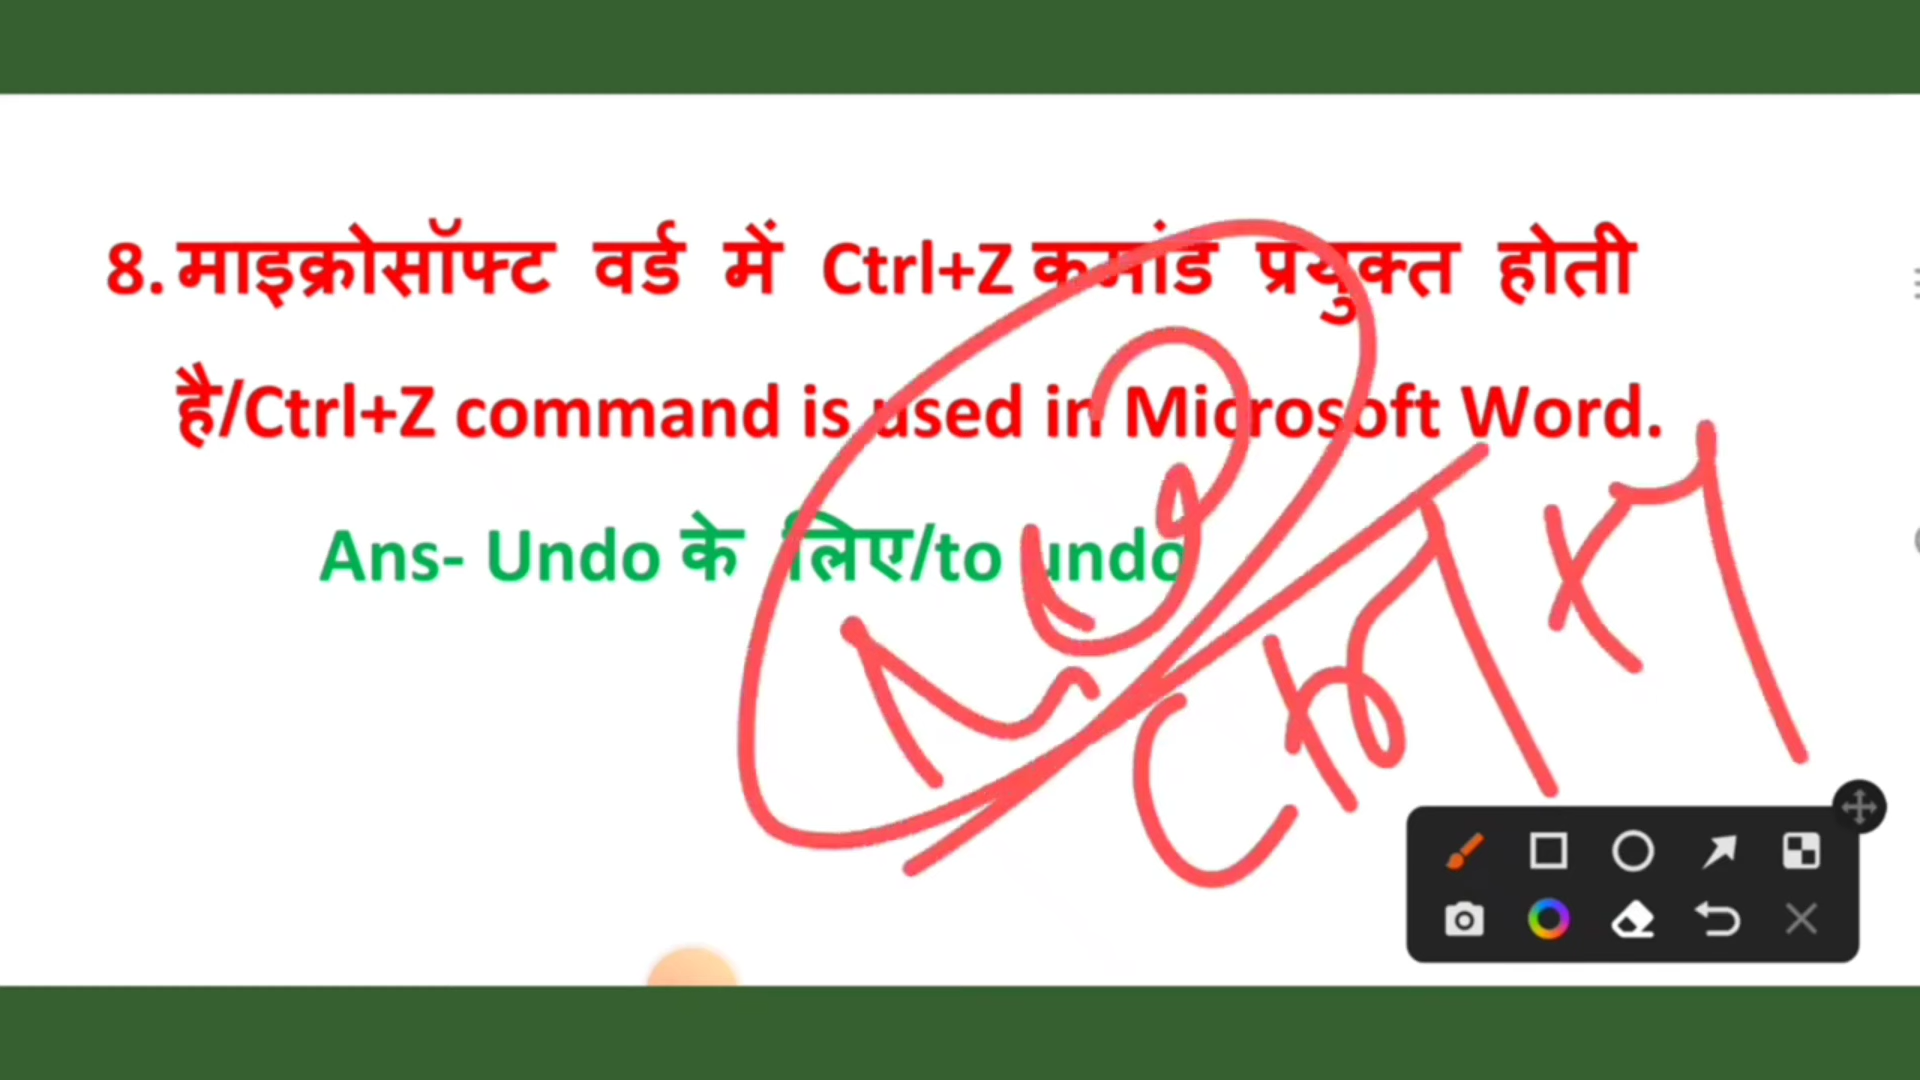 8. माइक्रोसॉफ्ट वर्ड में Ctrl+Z कमांड प्रयुक्त होती
है/Ctrl+Z command is used in Microsoft Word.
Ans- Undo के लिए/to undo